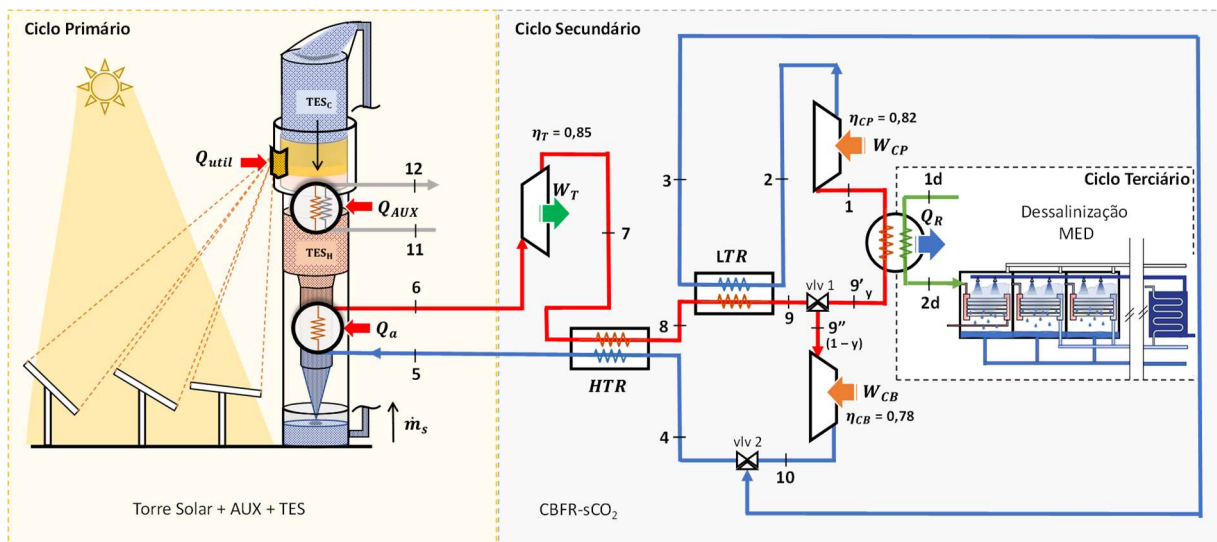 Ciclo Primário
TES_C
Q_util
12
Q_AUX
11
TES_H
6
Q_a
5
ṁ_s
Torre Solar + AUX + TES
Ciclo Secundário
η_T = 0,85
W_T
7
3
2
η_CP = 0,82
W_CP
1
LTR
8
9
vlv 1
9'γ
9''
(1−γ)
HTR
W_CB
η_CB = 0,78
4
vlv 2
10
CBFR-sCO₂
Ciclo Terciário
1d
Q_R
Dessalinização
MED
2d